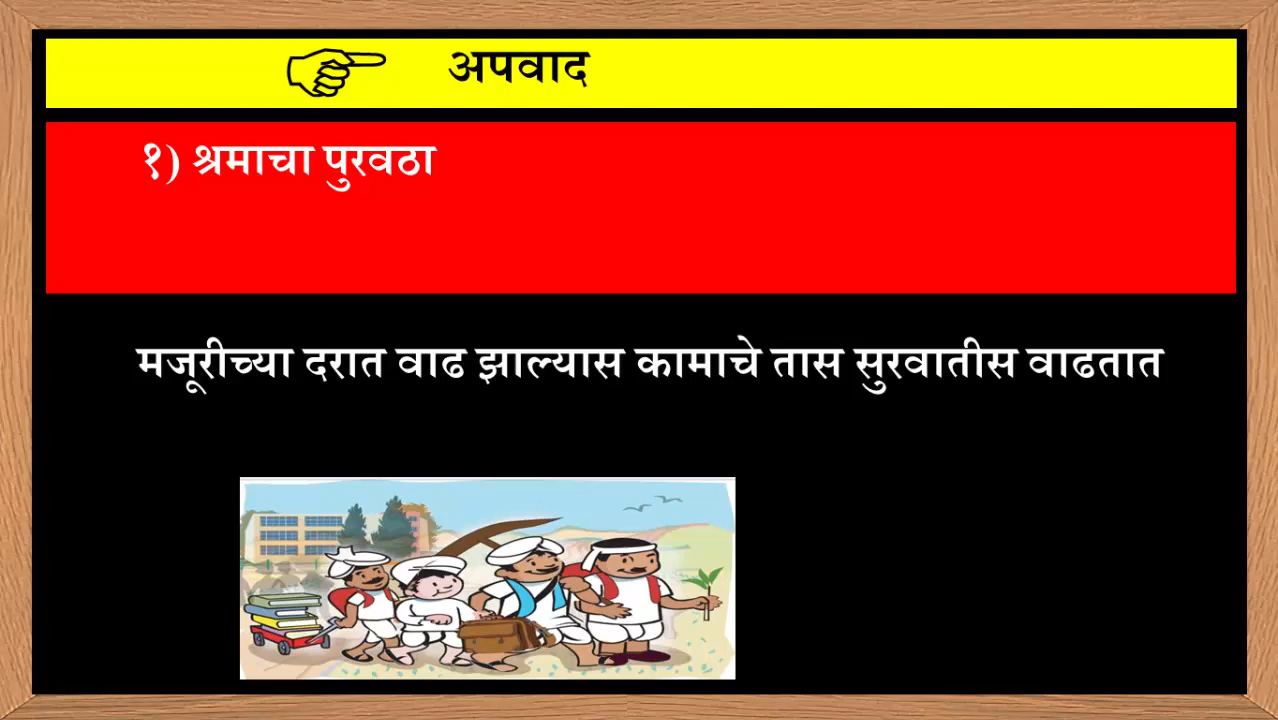 अपवाद
१) श्रमाचा पुरवठा
मजूरीच्या दरात वाढ झाल्यास कामाचे तास सुरवातीस वाढतात